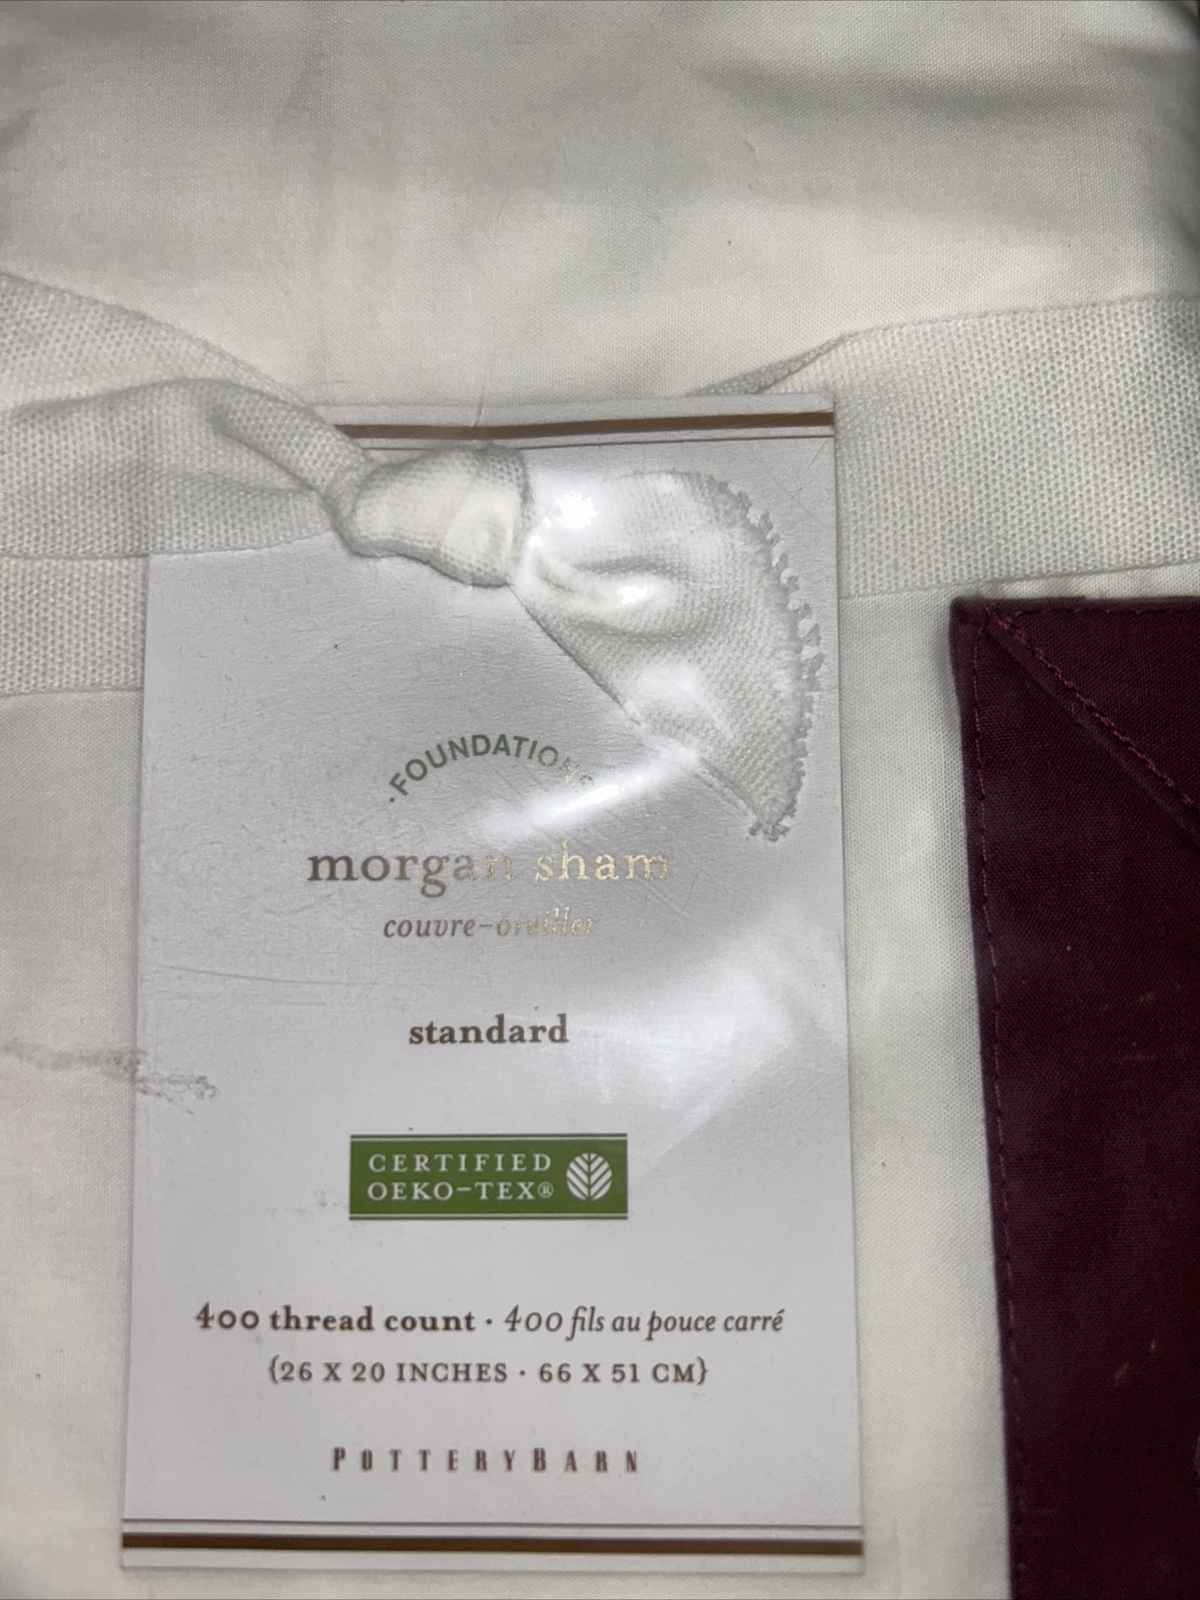 ·FOUNDATIONS
morgan sham
couvre-oreiller
standard
CERTIFIED
OEKO-TEX®
400 thread count · 400 fils au pouce carré
{26 X 20 INCHES · 66 X 51 CM}
POTTERYBARN